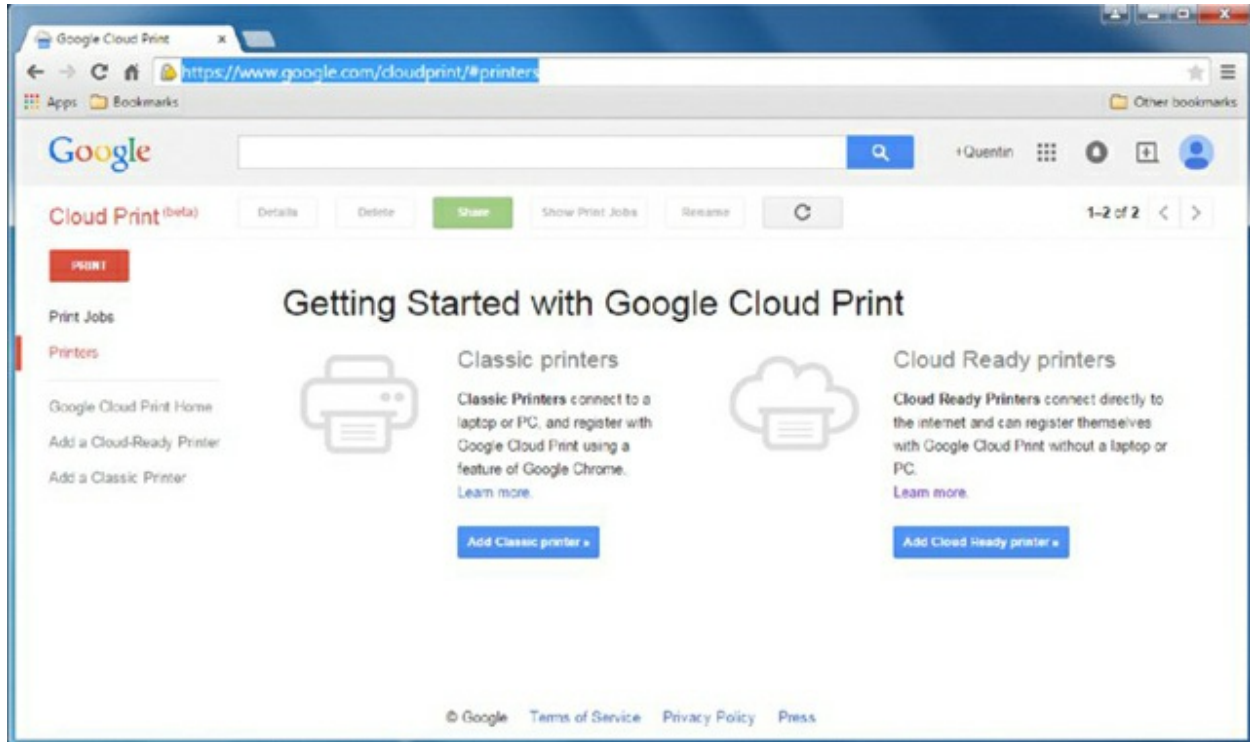 Google Cloud Print
https://www.google.com/cloudprint/#printers
Apps Bookmarks Other bookmarks
Google +Quentin
Cloud Print (beta) Details Delete Share Show Print Jobs Rename 1–2 of 2
PRINT
Print Jobs
Printers
Google Cloud Print Home
Add a Cloud-Ready Printer
Add a Classic Printer
Getting Started with Google Cloud Print
Classic printers
Classic Printers connect to a
laptop or PC, and register with
Google Cloud Print using a
feature of Google Chrome.
Learn more.
Add Classic printer »
Cloud Ready printers
Cloud Ready Printers connect directly to
the internet and can register themselves
with Google Cloud Print without a laptop or
PC.
Learn more.
Add Cloud Ready printer »
© Google Terms of Service Privacy Policy Press